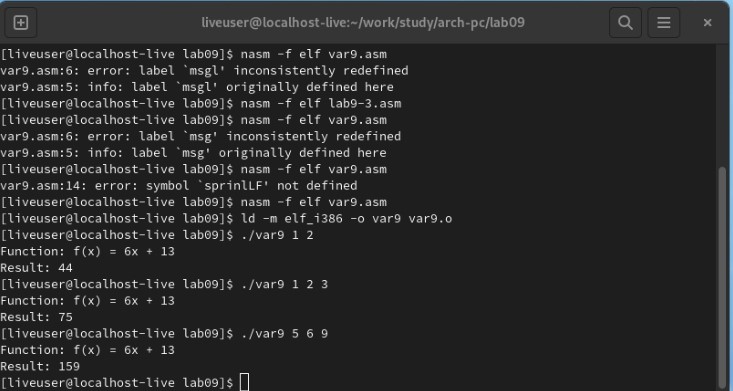 liveuser@localhost-live:~/work/study/arch-pc/lab09
[liveuser@localhost-live lab09]$ nasm -f elf var9.asm
var9.asm:6: error: label `msgl' inconsistently redefined
var9.asm:5: info: label `msgl' originally defined here
[liveuser@localhost-live lab09]$ nasm -f elf lab9-3.asm
[liveuser@localhost-live lab09]$ nasm -f elf var9.asm
var9.asm:6: error: label `msg' inconsistently redefined
var9.asm:5: info: label `msg' originally defined here
[liveuser@localhost-live lab09]$ nasm -f elf var9.asm
var9.asm:14: error: symbol `sprinlLF' not defined
[liveuser@localhost-live lab09]$ nasm -f elf var9.asm
[liveuser@localhost-live lab09]$ ld -m elf_i386 -o var9 var9.o
[liveuser@localhost-live lab09]$ ./var9 1 2
Function: f(x) = 6x + 13
Result: 44
[liveuser@localhost-live lab09]$ ./var9 1 2 3
Function: f(x) = 6x + 13
Result: 75
[liveuser@localhost-live lab09]$ ./var9 5 6 9
Function: f(x) = 6x + 13
Result: 159
[liveuser@localhost-live lab09]$